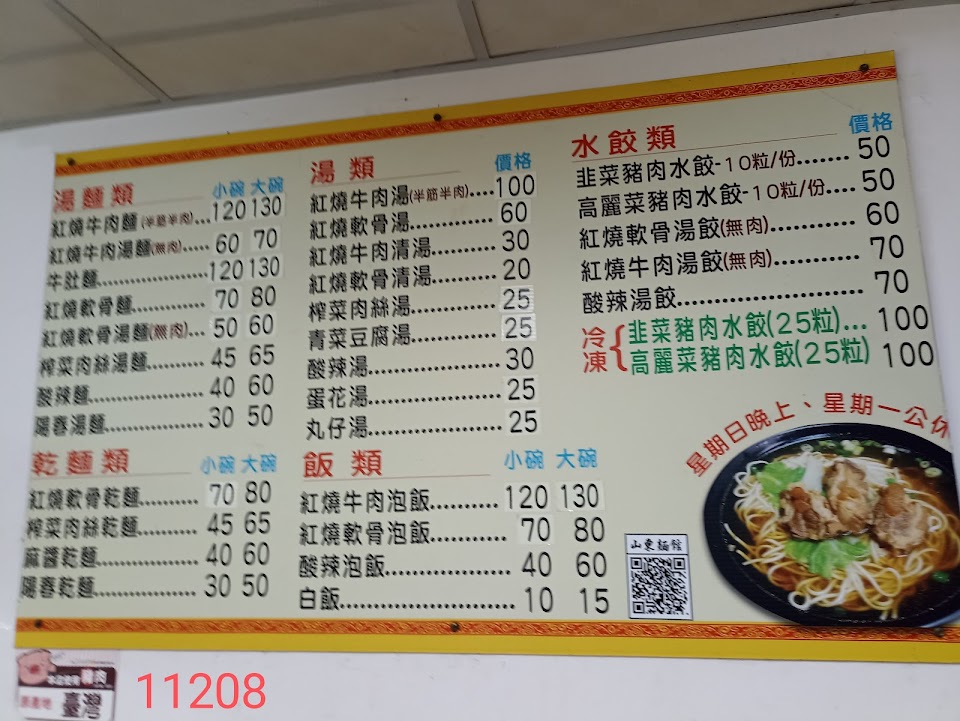 湯麵類 小碗 大碗
紅燒牛肉麵(半筋半肉)...120 130
紅燒牛肉湯麵(無肉)..... 60 70
牛肚麵....................120 130
紅燒軟骨麵............... 70 80
紅燒軟骨湯麵(無肉)... 50 60
榨菜肉絲湯麵......... 45 65
酸辣麵.................... 40 60
陽春湯麵................. 30 50
乾麵類 小碗 大碗
紅燒軟骨乾麵.......... 70 80
榨菜肉絲乾麵.......... 45 65
麻醬乾麵................ 40 60
陽春乾麵................ 30 50
湯類 價格
紅燒牛肉湯(半筋半肉)....100
紅燒軟骨湯............. 60
紅燒牛肉清湯.......... 30
紅燒軟骨清湯.......... 20
榨菜肉絲湯............. 25
青菜豆腐湯............. 25
酸辣湯................... 30
蛋花湯................... 25
丸仔湯................... 25
飯類 小碗 大碗
紅燒牛肉泡飯.......... 120 130
紅燒軟骨泡飯........... 70 80
酸辣泡飯.................. 40 60
白飯......................... 10 15
水餃類 價格
韭菜豬肉水餃-10粒/份....... 50
高麗菜豬肉水餃-10粒/份.... 50
紅燒軟骨湯餃(無肉).......... 60
紅燒牛肉湯餃(無肉).......... 70
酸辣湯餃....................... 70
冷凍{韭菜豬肉水餃(25粒)... 100
高麗菜豬肉水餃(25粒) 100
星期日晚上、星期一公休
山東麵館
豬肉
原產地 臺灣
11208